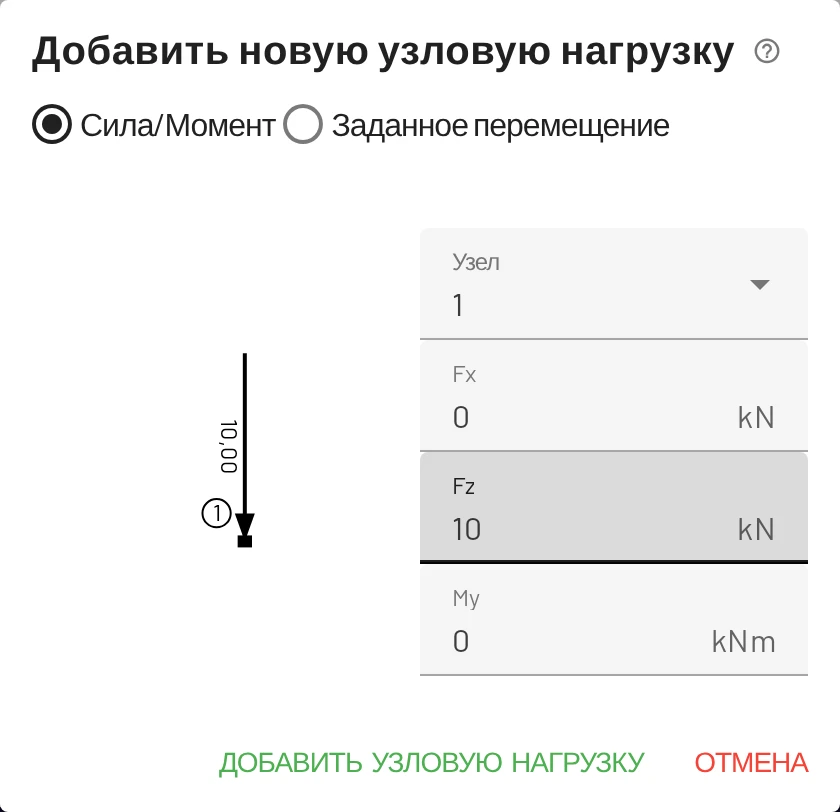 Добавить новую узловую нагрузку ?
Сила/Момент Заданное перемещение
Узел
1
Fx
0 kN
10,00
Fz
10 kN
1
My
0 kNm
ДОБАВИТЬ УЗЛОВУЮ НАГРУЗКУ ОТМЕНА